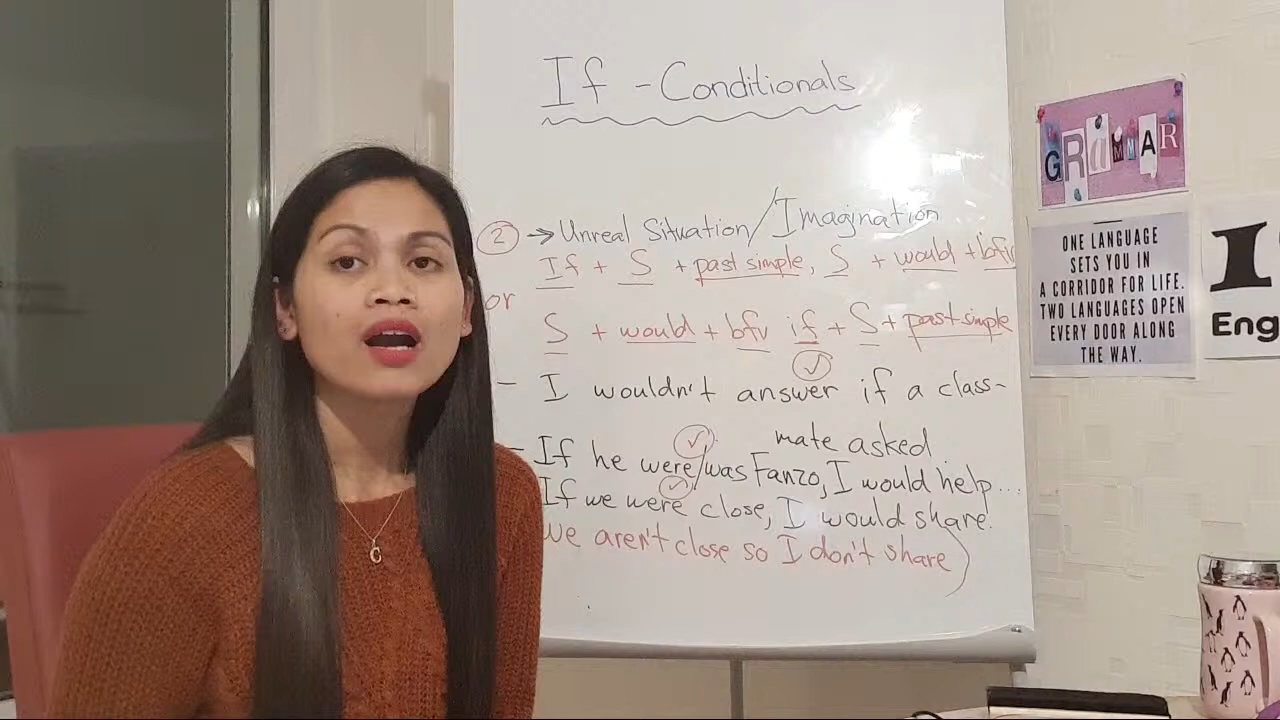 If - Conditionals
2 → Unreal Situation/Imagination
If + S + past simple, S + would + bfv
or
S + would + bfv if + S + past simple
- I wouldn't answer if a class-
mate asked
- If he were/was Fanzo, I would help...
If we were close, I would share.
We aren't close so I don't share)
GRAMMAR
ONE LANGUAGE
SETS YOU IN
A CORRIDOR FOR LIFE.
TWO LANGUAGES OPEN
EVERY DOOR ALONG
THE WAY.
I
Eng
C